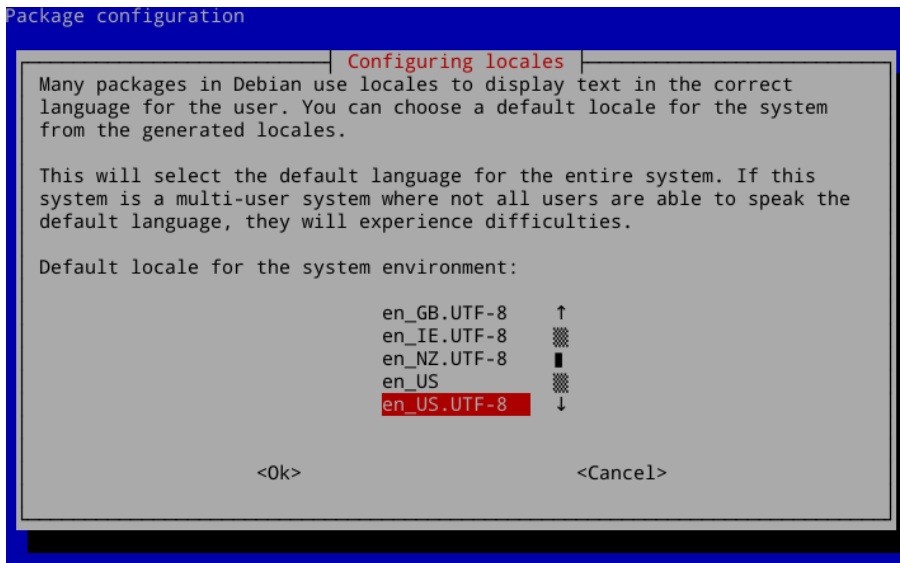 Package configuration
Configuring locales
Many packages in Debian use locales to display text in the correct
language for the user. You can choose a default locale for the system
from the generated locales.
This will select the default language for the entire system. If this
system is a multi-user system where not all users are able to speak the
default language, they will experience difficulties.
Default locale for the system environment:
en_GB.UTF-8 ↑
en_IE.UTF-8
en_NZ.UTF-8
en_US
en_US.UTF-8 ↓
<Ok> <Cancel>